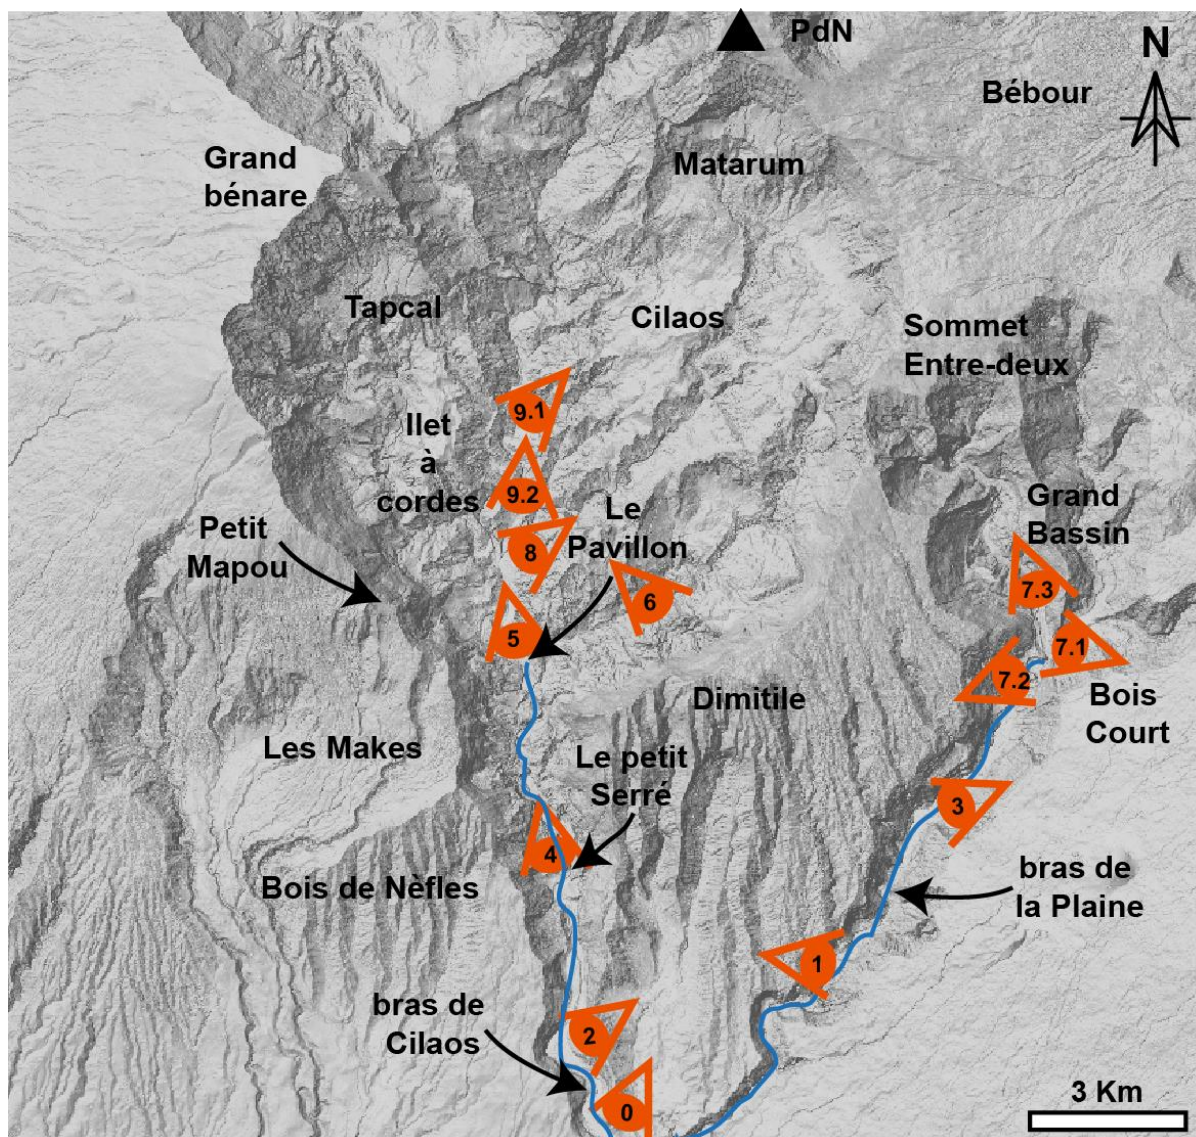 PdN
N
Bébour
Grand
bénare
Matarum
Tapcal
Cilaos
Sommet
Entre-deux
9.1
Ilet
à
cordes
9.2
Le
Pavillon
Grand
Bassin
Petit
Mapou
8
6
7.3
5
7.1
7.2
Dimitile
Bois
Court
Les Makes
Le petit
Serré
3
4
Bois de Nèfles
bras de
la Plaine
1
bras de
Cilaos
2
0
3 Km